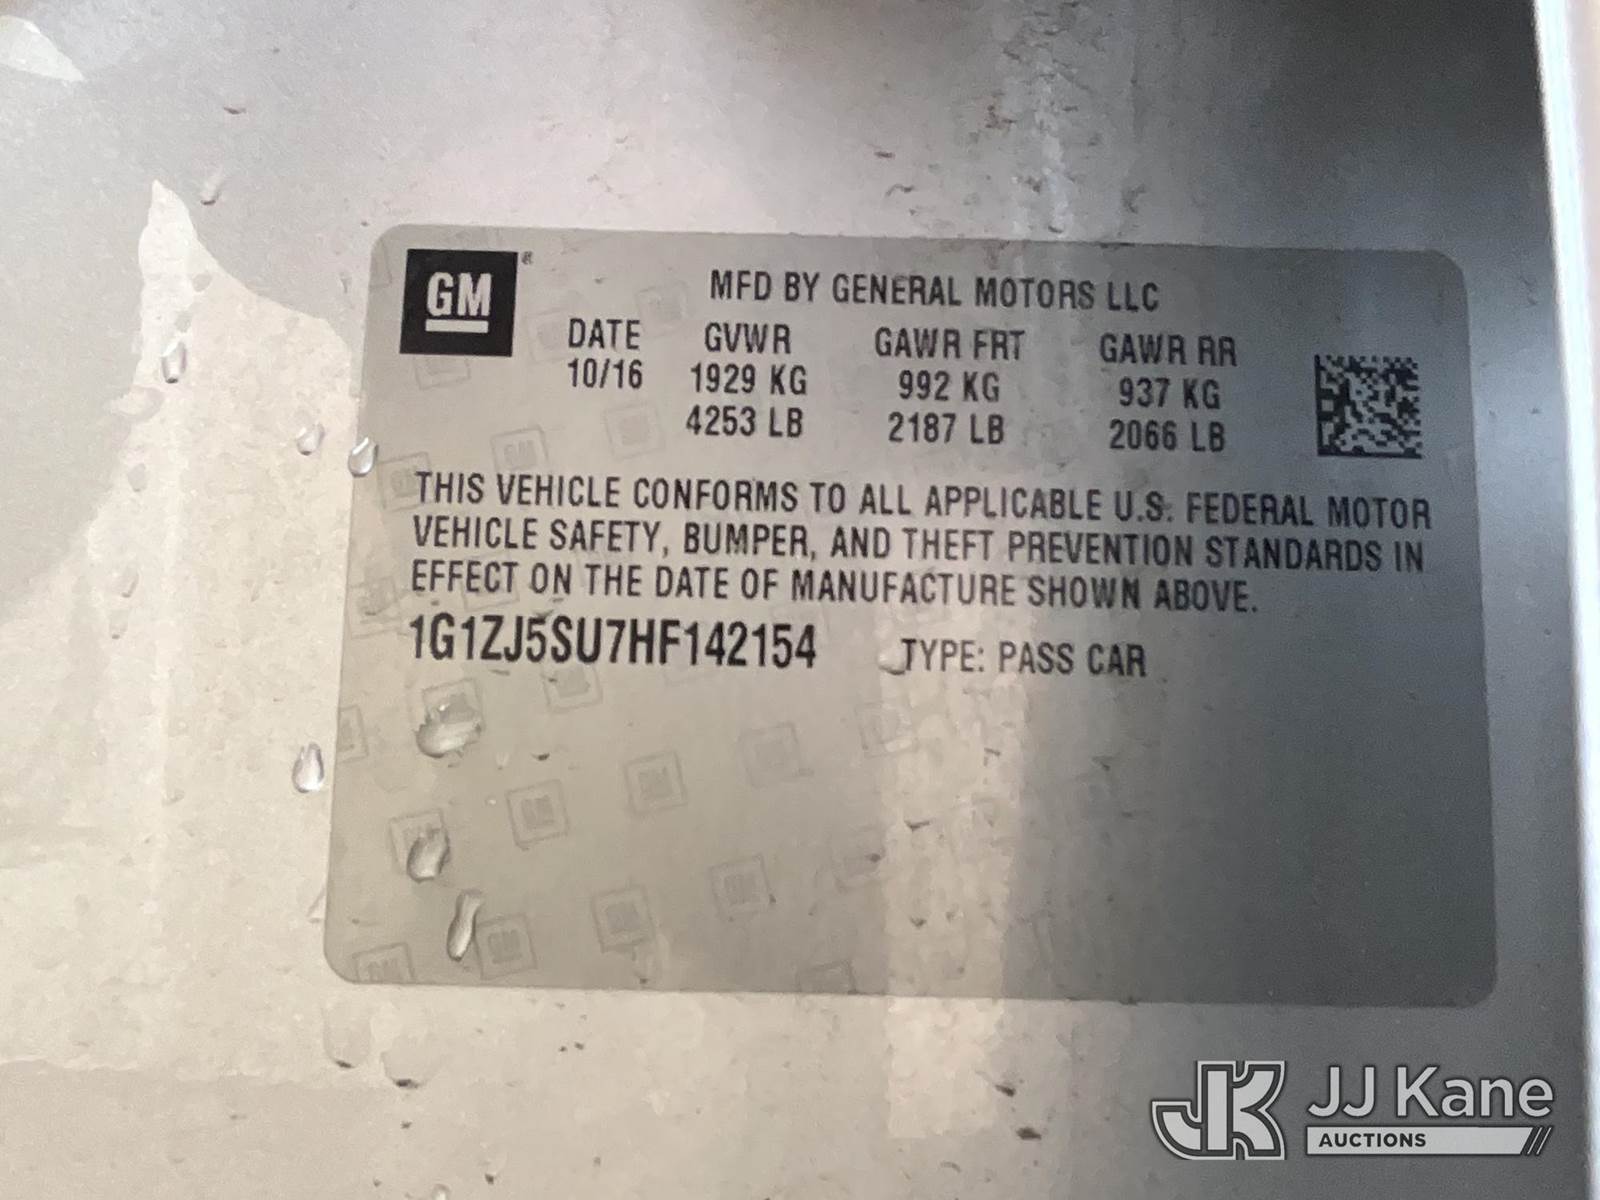 GM
MFD BY GENERAL MOTORS LLC
DATE GVWR GAWR FRT GAWR RR
10/16 1929 KG 992 KG 937 KG
4253 LB 2187 LB 2066 LB
THIS VEHICLE CONFORMS TO ALL APPLICABLE U.S. FEDERAL MOTOR
VEHICLE SAFETY, BUMPER, AND THEFT PREVENTION STANDARDS IN
EFFECT ON THE DATE OF MANUFACTURE SHOWN ABOVE.
1G1ZJ5SU7HF142154 TYPE: PASS CAR
JK JJ Kane
AUCTIONS